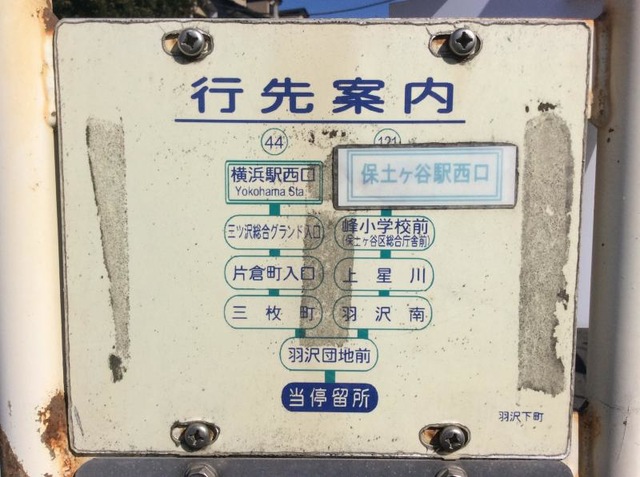 行先案内
44 121
横浜駅西口
Yokohama Sta.
保土ヶ谷駅西口
三ツ沢総合グランド入口
峰小学校前
(保土ヶ谷区総合庁舎前)
片倉町入口
上星川
三枚町
羽沢南
羽沢団地前
当停留所
羽沢下町